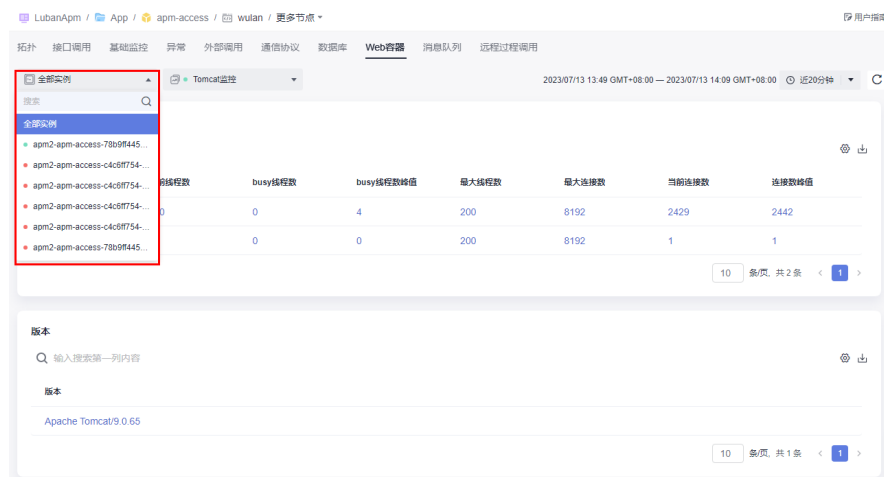 LubanApm / App / apm-access / wulan / 更多节点
用户指南
拓扑 接口调用 基础监控 异常 外部调用 通信协议 数据库 Web容器 消息队列 远程过程调用
全部实例 Tomcat监控 2023/07/13 13:49 GMT+08:00 — 2023/07/13 14:09 GMT+08:00 近20分钟
搜索
全部实例
apm2-apm-access-78b9ff445...
apm2-apm-access-c4c6ff754-...
apm2-apm-access-c4c6ff754-...
apm2-apm-access-c4c6ff754-...
apm2-apm-access-c4c6ff754-...
apm2-apm-access-78b9ff445...
线程数 busy线程数 busy线程数峰值 最大线程数 最大连接数 当前连接数 连接数峰值
0 0 4 200 8192 2429 2442
0 0 200 8192 1 1
10 条/页, 共 2 条 < 1 >
版本
输入搜索第一列内容
版本
Apache Tomcat/9.0.65
10 条/页, 共 1 条 < 1 >